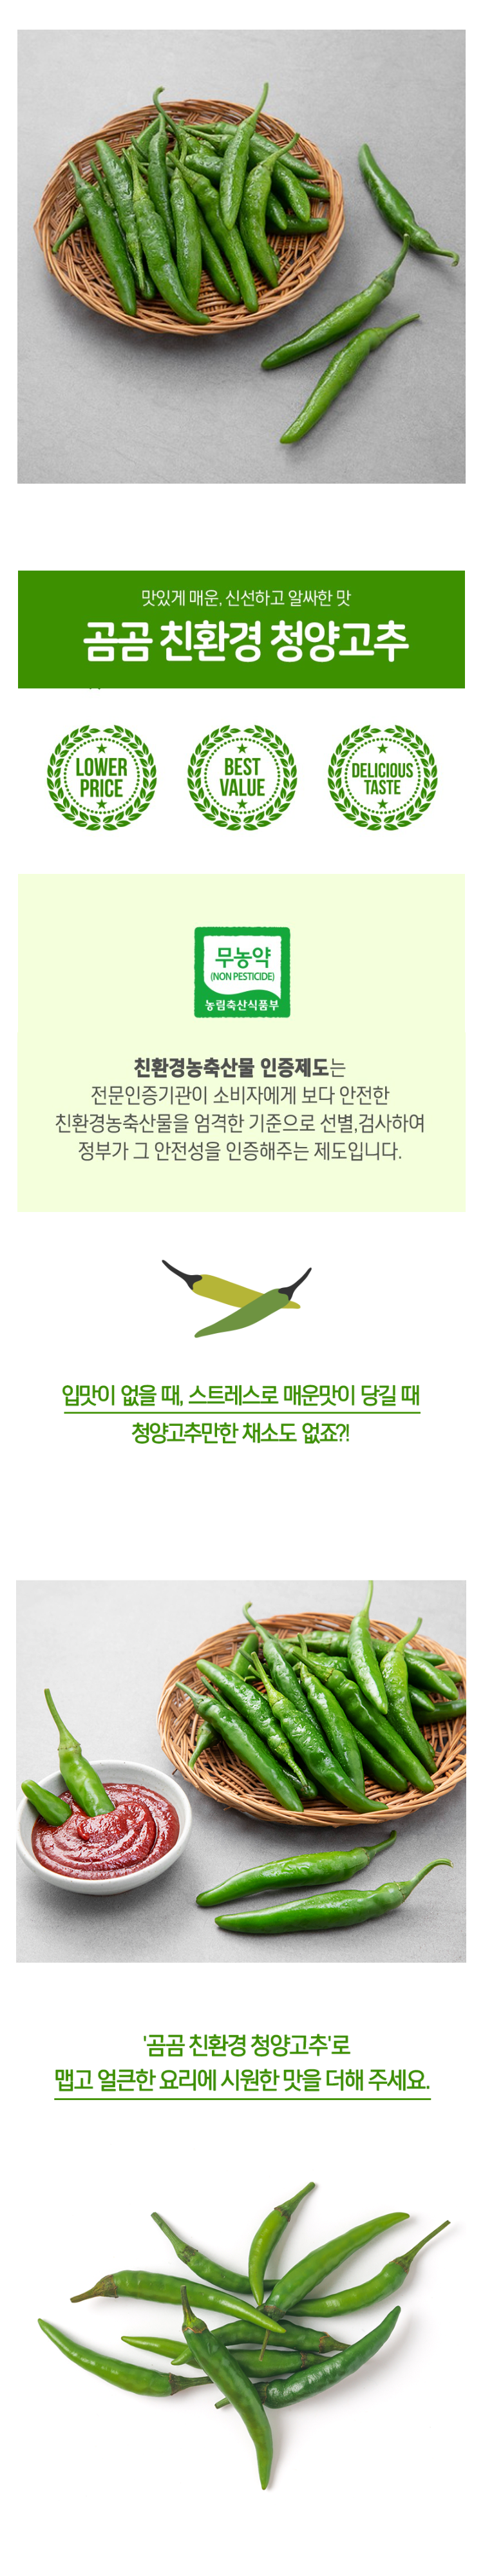 맛있게 매운, 신선하고 알싸한 맛
곰곰 친환경 청양고추
LOWER
PRICE
BEST
VALUE
DELICIOUS
TASTE
무농약
(NON PESTICIDE)
농림축산식품부
친환경농축산물 인증제도는
전문인증기관이 소비자에게 보다 안전한
친환경농축산물을 엄격한 기준으로 선별,검사하여
정부가 그 안전성을 인증해주는 제도입니다.
입맛이 없을 때, 스트레스로 매운맛이 당길 때
청양고추만한 채소도 없죠?!
'곰곰 친환경 청양고추'로
맵고 얼큰한 요리에 시원한 맛을 더해 주세요.